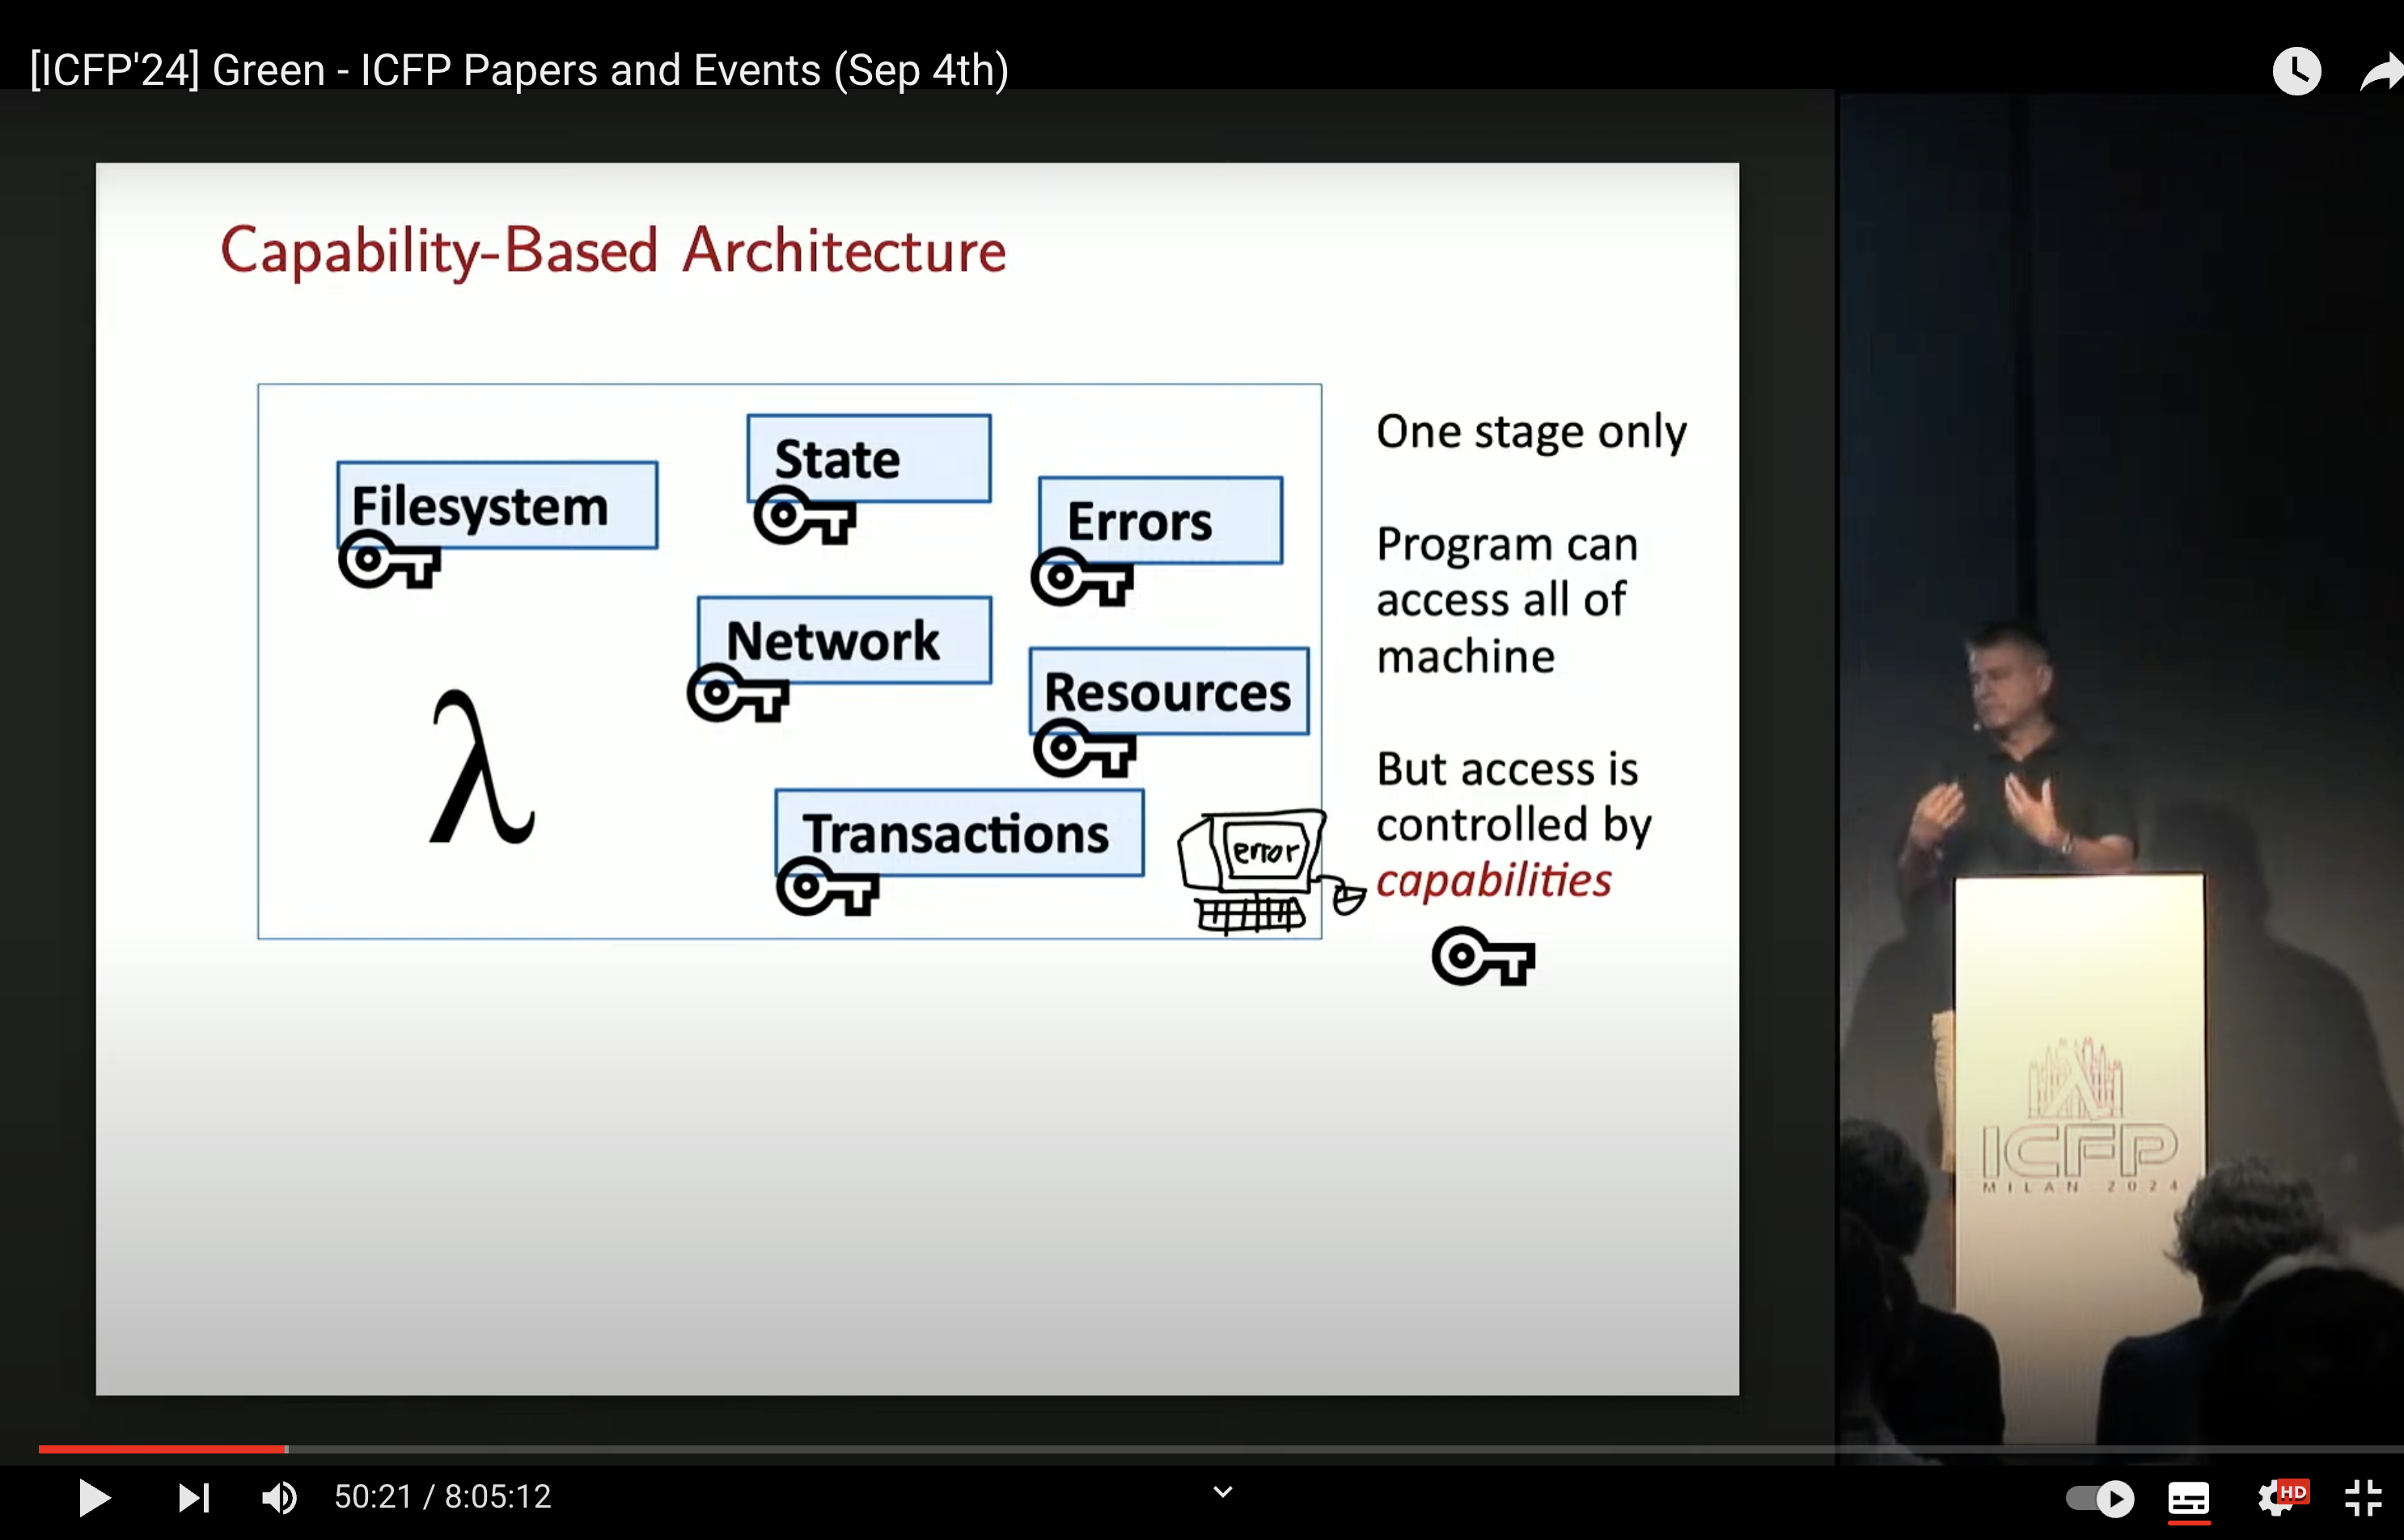 [ICFP'24] Green - ICFP Papers and Events (Sep 4th)
Capability-Based Architecture
Filesystem
State
Errors
Network
Resources
λ
Transactions
error
One stage only
Program can
access all of
machine
But access is
controlled by
capabilities
ICFP
MILAN 2024
50:21 / 8:05:12
HD